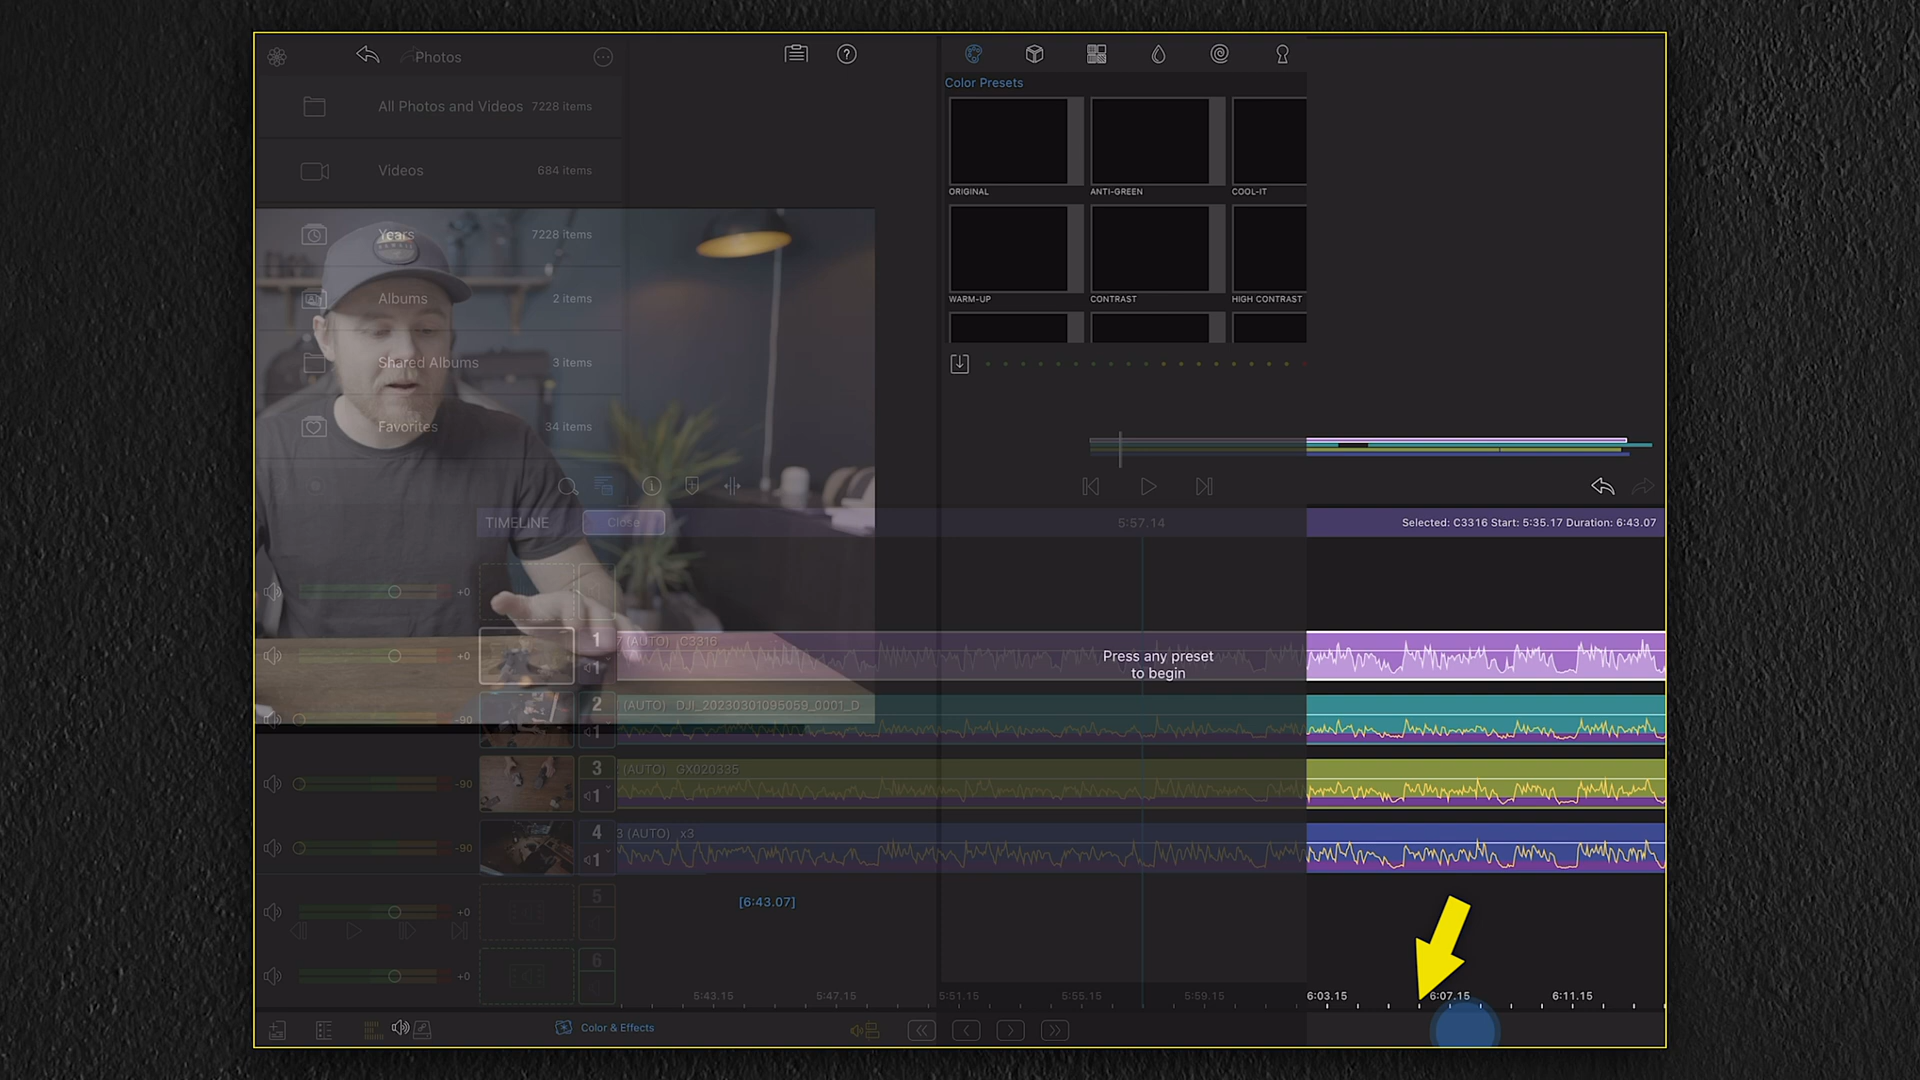 Photos
All Photos and Videos 7228 items
Videos 684 items
Years 7228 items
Albums 2 items
Shared Albums 3 items
Favorites 34 items
Color Presets
ORIGINAL ANTI-GREEN COOL-IT
WARM-UP CONTRAST HIGH CONTRAST
TIMELINE Close 5:57.14 Selected: C3316 Start: 5:35.17 Duration: 6:43.07
+0
+0 1 (AUTO) C3316
1
Press any preset
to begin
-90 2 (AUTO) DJI_20230301095059_0001_D
1
-90 3 (AUTO) GX020335
1
-90 4 3 (AUTO) x3
1
+0 5 [6:43.07]
+0 6
5:43.15 5:47.15 5:51.15 5:55.15 5:59.15 6:03.15 6:07.15 6:11.15
Color & Effects